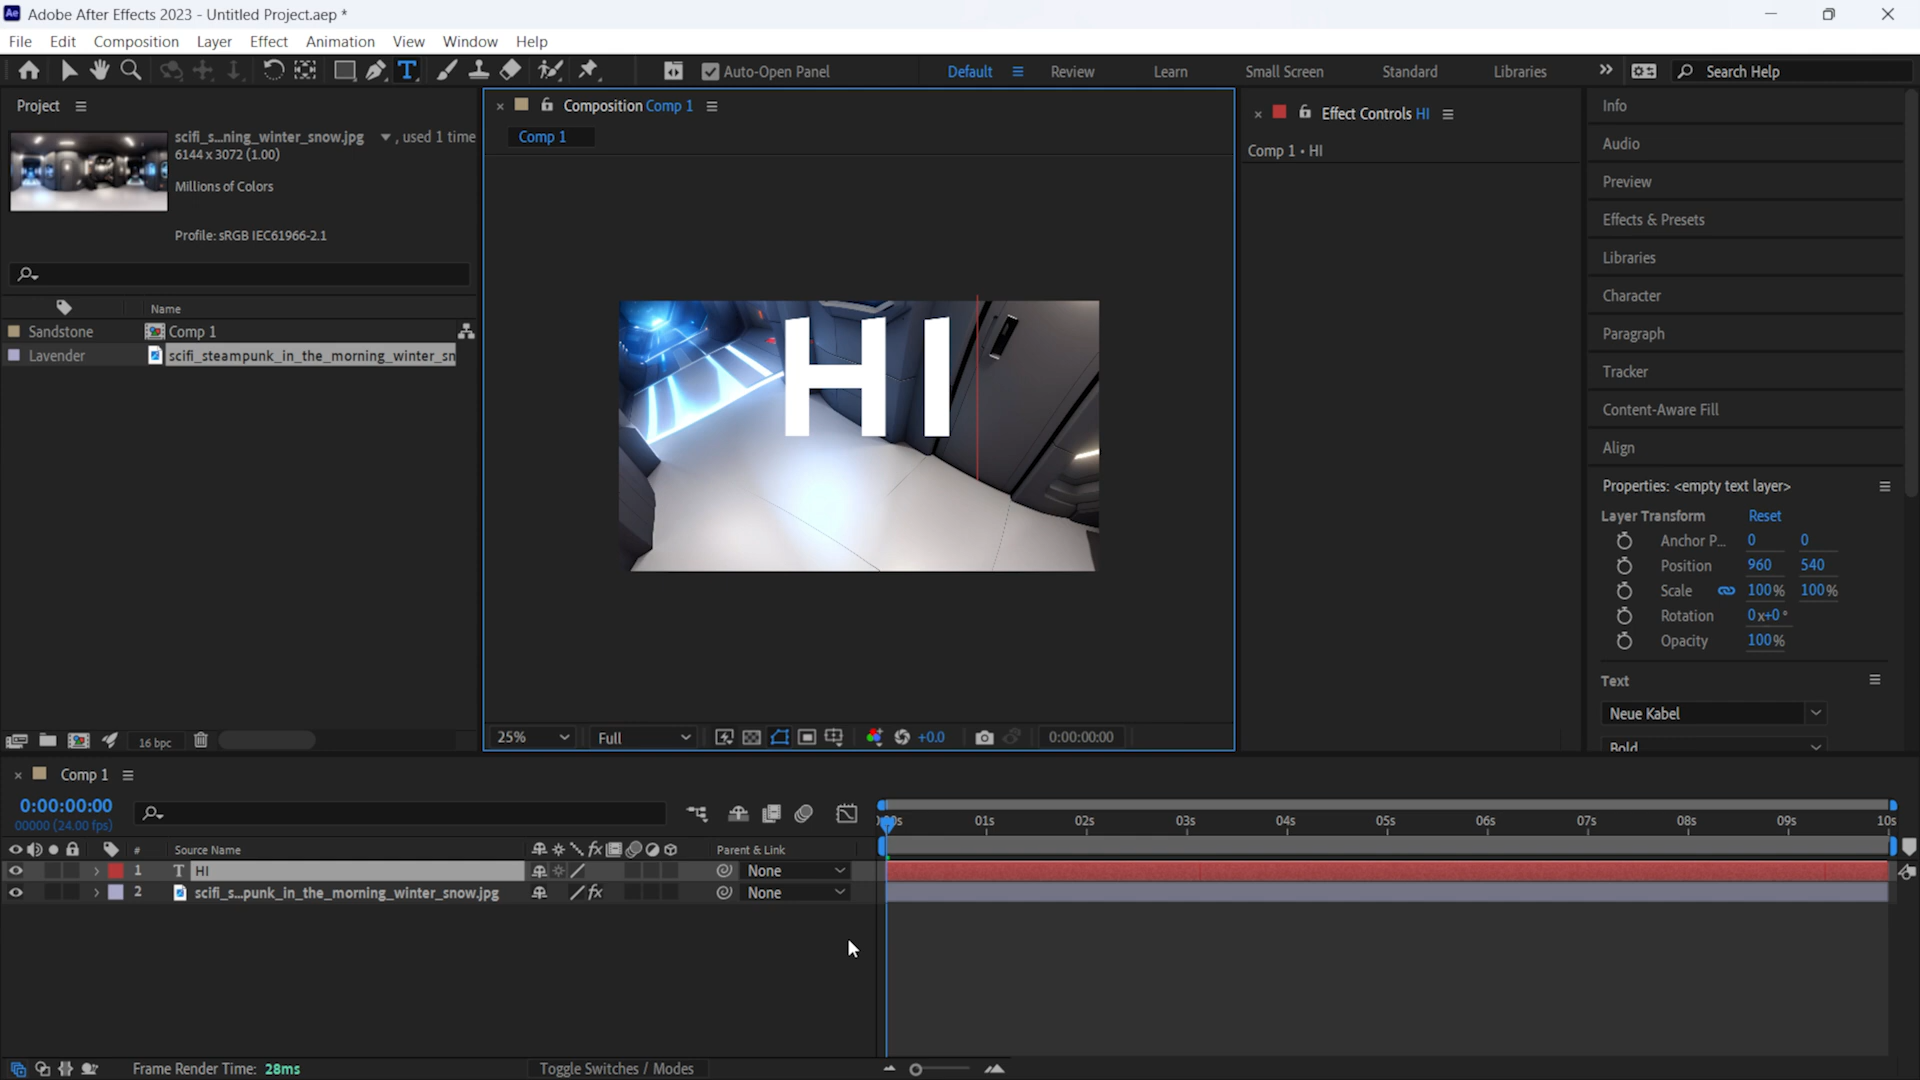 Ae Adobe After Effects 2023 - Untitled Project.aep *
File Edit Composition Layer Effect Animation View Window Help
Auto-Open Panel Default Review Learn Small Screen Standard Libraries Search Help
Project
scifi_s...ning_winter_snow.jpg , used 1 time
6144 x 3072 (1.00)
Millions of Colors
Profile: sRGB IEC61966-2.1
Name
Sandstone Comp 1
Lavender scifi_steampunk_in_the_morning_winter_sn
16 bpc
Composition Comp 1
Comp 1
HI
25% Full +0.0 0:00:00:00
Effect Controls HI
Comp 1 • HI
Info
Audio
Preview
Effects & Presets
Libraries
Character
Paragraph
Tracker
Content-Aware Fill
Align
Properties: <empty text layer>
Layer Transform Reset
Anchor P... 0 0
Position 960 540
Scale 100% 100%
Rotation 0x+0°
Opacity 100%
Text
Neue Kabel
Bold
Comp 1
0:00:00:00
00000 (24.00 fps)
01s 02s 03s 04s 05s 06s 07s 08s 09s 10s
# Source Name fx Parent & Link
1 T HI None
2 scifi_s...punk_in_the_morning_winter_snow.jpg fx None
Frame Render Time: 28ms Toggle Switches / Modes